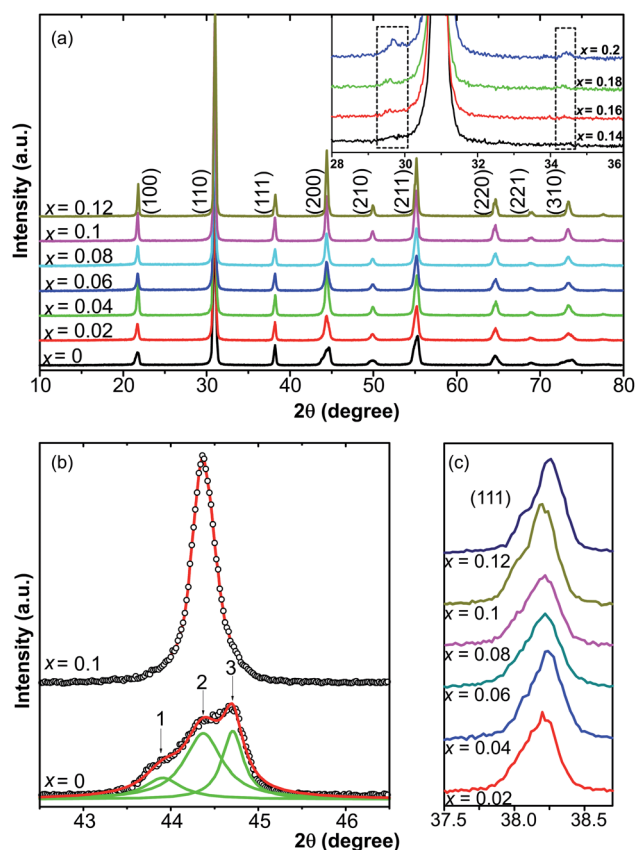 (a)
Intensity (a.u.)
x = 0.2
x = 0.18
x = 0.16
x = 0.14
28 30 32 34 36
(100) (110) (111) (200) (210) (211) (220) (221) (310)
x = 0.12
x = 0.1
x = 0.08
x = 0.06
x = 0.04
x = 0.02
x = 0
10 20 30 40 50 60 70 80
2θ (degree)
(b)
Intensity (a.u.)
x = 0.1
1 2 3
x = 0
43 44 45 46
2θ (degree)
(c)
(111)
x = 0.12
x = 0.1
x = 0.08
x = 0.06
x = 0.04
x = 0.02
37.5 38.0 38.5
2θ (degree)